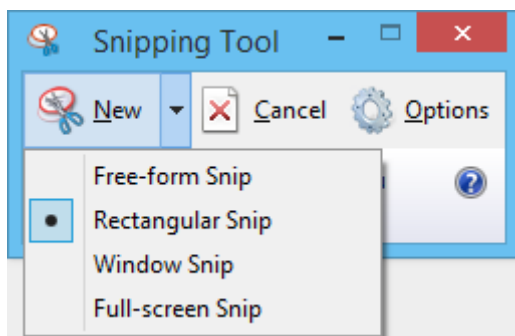 Snipping Tool
New Cancel Options
Free-form Snip
Rectangular Snip
Window Snip
Full-screen Snip